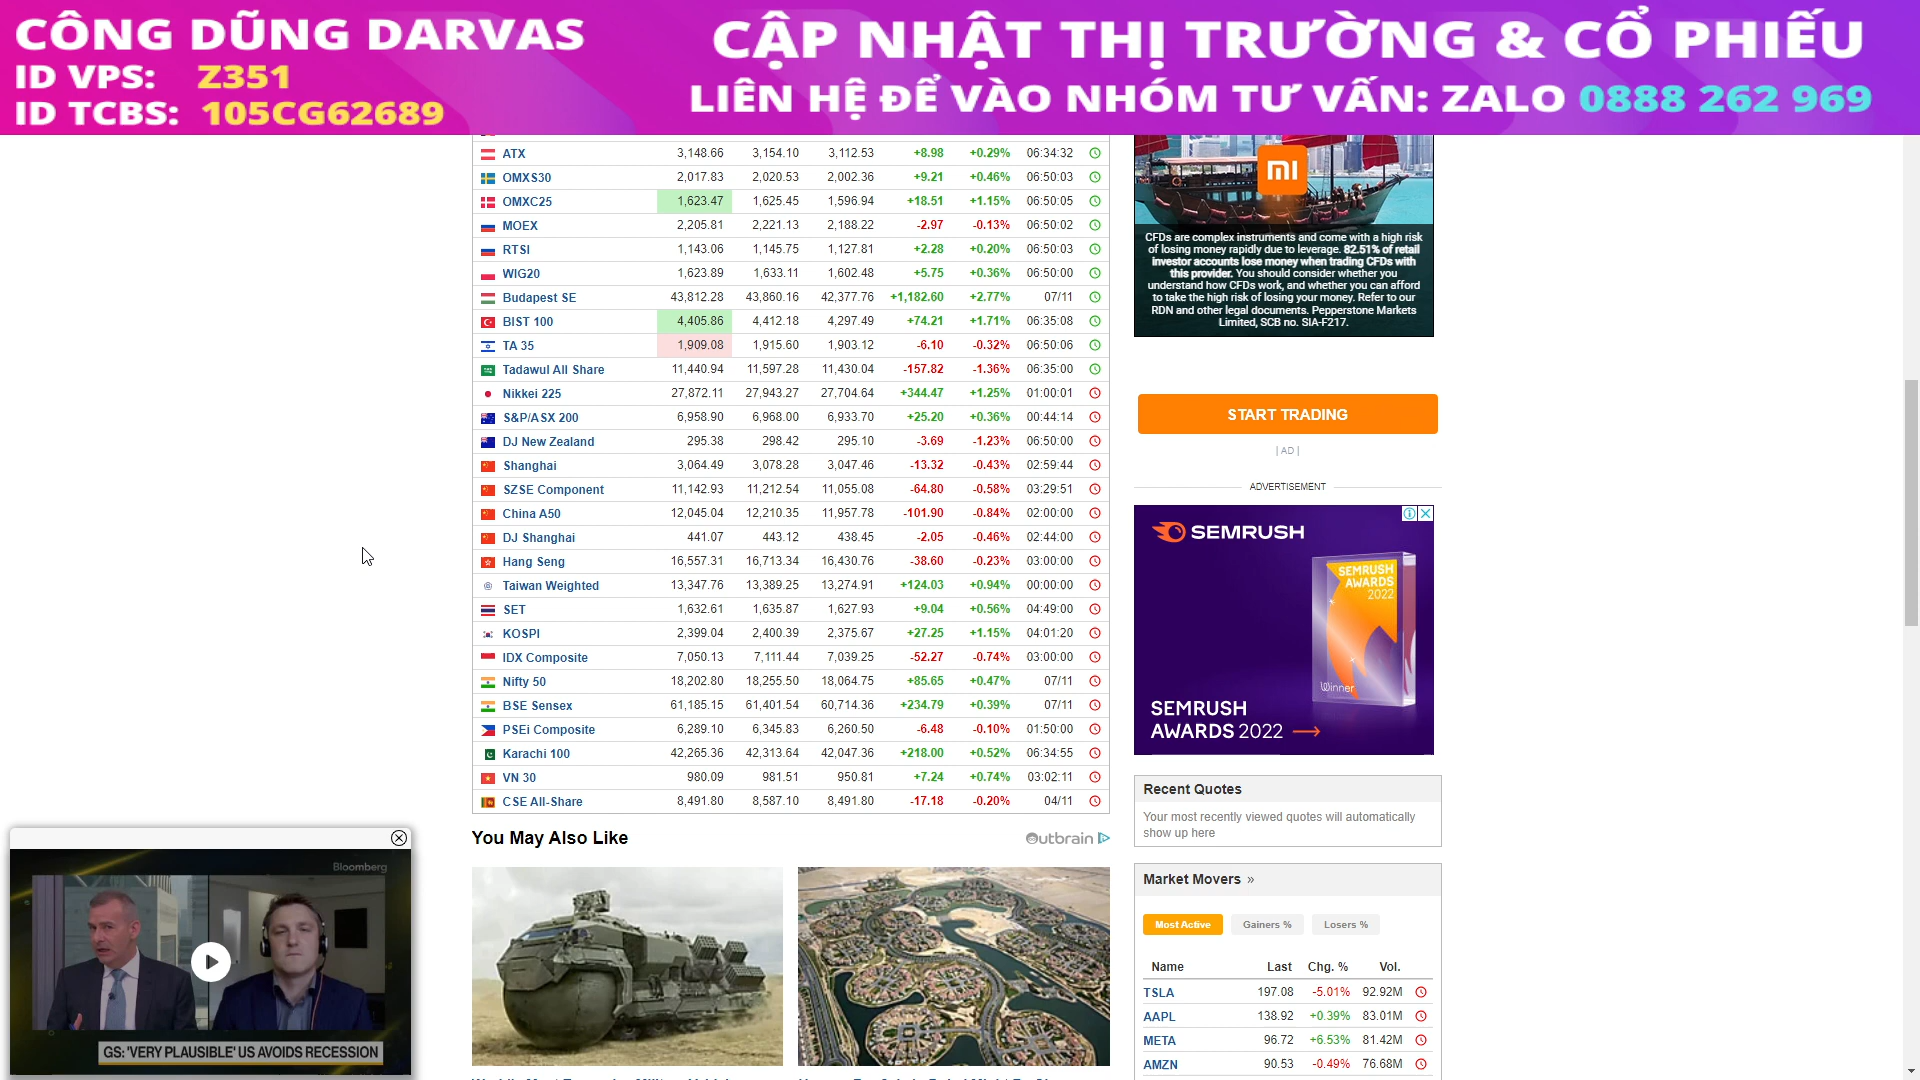 CÔNG DŨNG DARVAS
ID VPS: Z351
ID TCBS: 105CG62689
CẬP NHẬT THỊ TRƯỜNG & CỔ PHIẾU
LIÊN HỆ ĐỂ VÀO NHÓM TƯ VẤN: ZALO 0888 262 969
ATX 3,148.66 3,154.10 3,112.53 +8.98 +0.29% 06:34:32
OMXS30 2,017.83 2,020.53 2,002.36 +9.21 +0.46% 06:50:03
OMXC25 1,623.47 1,625.45 1,596.94 +18.51 +1.15% 06:50:05
MOEX 2,205.81 2,221.13 2,188.22 -2.97 -0.13% 06:50:02
RTSI 1,143.06 1,145.75 1,127.81 +2.28 +0.20% 06:50:03
WIG20 1,623.89 1,633.11 1,602.48 +5.75 +0.36% 06:50:00
Budapest SE 43,812.28 43,860.16 42,377.76 +1,182.60 +2.77% 07/11
BIST 100 4,405.86 4,412.18 4,297.49 +74.21 +1.71% 06:35:08
TA 35 1,909.08 1,915.60 1,903.12 -6.10 -0.32% 06:50:06
Tadawul All Share 11,440.94 11,597.28 11,430.04 -157.82 -1.36% 06:35:00
Nikkei 225 27,872.11 27,943.27 27,704.64 +344.47 +1.25% 01:00:01
S&P/ASX 200 6,958.90 6,968.00 6,933.70 +25.20 +0.36% 00:44:14
DJ New Zealand 295.38 298.42 295.10 -3.69 -1.23% 06:50:00
Shanghai 3,064.49 3,078.28 3,047.46 -13.32 -0.43% 02:59:44
SZSE Component 11,142.93 11,212.54 11,055.08 -64.80 -0.58% 03:29:51
China A50 12,045.04 12,210.35 11,957.78 -101.90 -0.84% 02:00:00
DJ Shanghai 441.07 443.12 438.45 -2.05 -0.46% 02:44:00
Hang Seng 16,557.31 16,713.34 16,430.76 -38.60 -0.23% 03:00:00
Taiwan Weighted 13,347.76 13,389.25 13,274.91 +124.03 +0.94% 00:00:00
SET 1,632.61 1,635.87 1,627.93 +9.04 +0.56% 04:49:00
KOSPI 2,399.04 2,400.39 2,375.67 +27.25 +1.15% 04:01:20
IDX Composite 7,050.13 7,111.44 7,039.25 -52.27 -0.74% 03:00:00
Nifty 50 18,202.80 18,255.50 18,064.75 +85.65 +0.47% 07/11
BSE Sensex 61,185.15 61,401.54 60,714.36 +234.79 +0.39% 07/11
PSEi Composite 6,289.10 6,345.83 6,260.50 -6.48 -0.10% 01:50:00
Karachi 100 42,265.36 42,313.64 42,047.36 +218.00 +0.52% 06:34:55
VN 30 980.09 981.51 950.81 +7.24 +0.74% 03:02:11
CSE All-Share 8,491.80 8,587.10 8,491.80 -17.18 -0.20% 04/11
You May Also Like
Outbrain
Bloomberg
GS: 'VERY PLAUSIBLE' US AVOIDS RECESSION
CFDs are complex instruments and come with a high risk
of losing money rapidly due to leverage. 82.51% of retail
investor accounts lose money when trading CFDs with
this provider. You should consider whether you
understand how CFDs work, and whether you can afford
to take the high risk of losing your money. Refer to our
RDN and other legal documents. Pepperstone Markets
Limited, SCB no. SIA-F217.
START TRADING
| AD |
ADVERTISEMENT
SEMRUSH
SEMRUSH
AWARDS
2022
Winner
SEMRUSH
AWARDS 2022
Recent Quotes
Your most recently viewed quotes will automatically
show up here
Market Movers »
Most Active Gainers % Losers %
Name Last Chg. % Vol.
TSLA 197.08 -5.01% 92.92M
AAPL 138.92 +0.39% 83.01M
META 96.72 +6.53% 81.42M
AMZN 90.53 -0.49% 76.68M